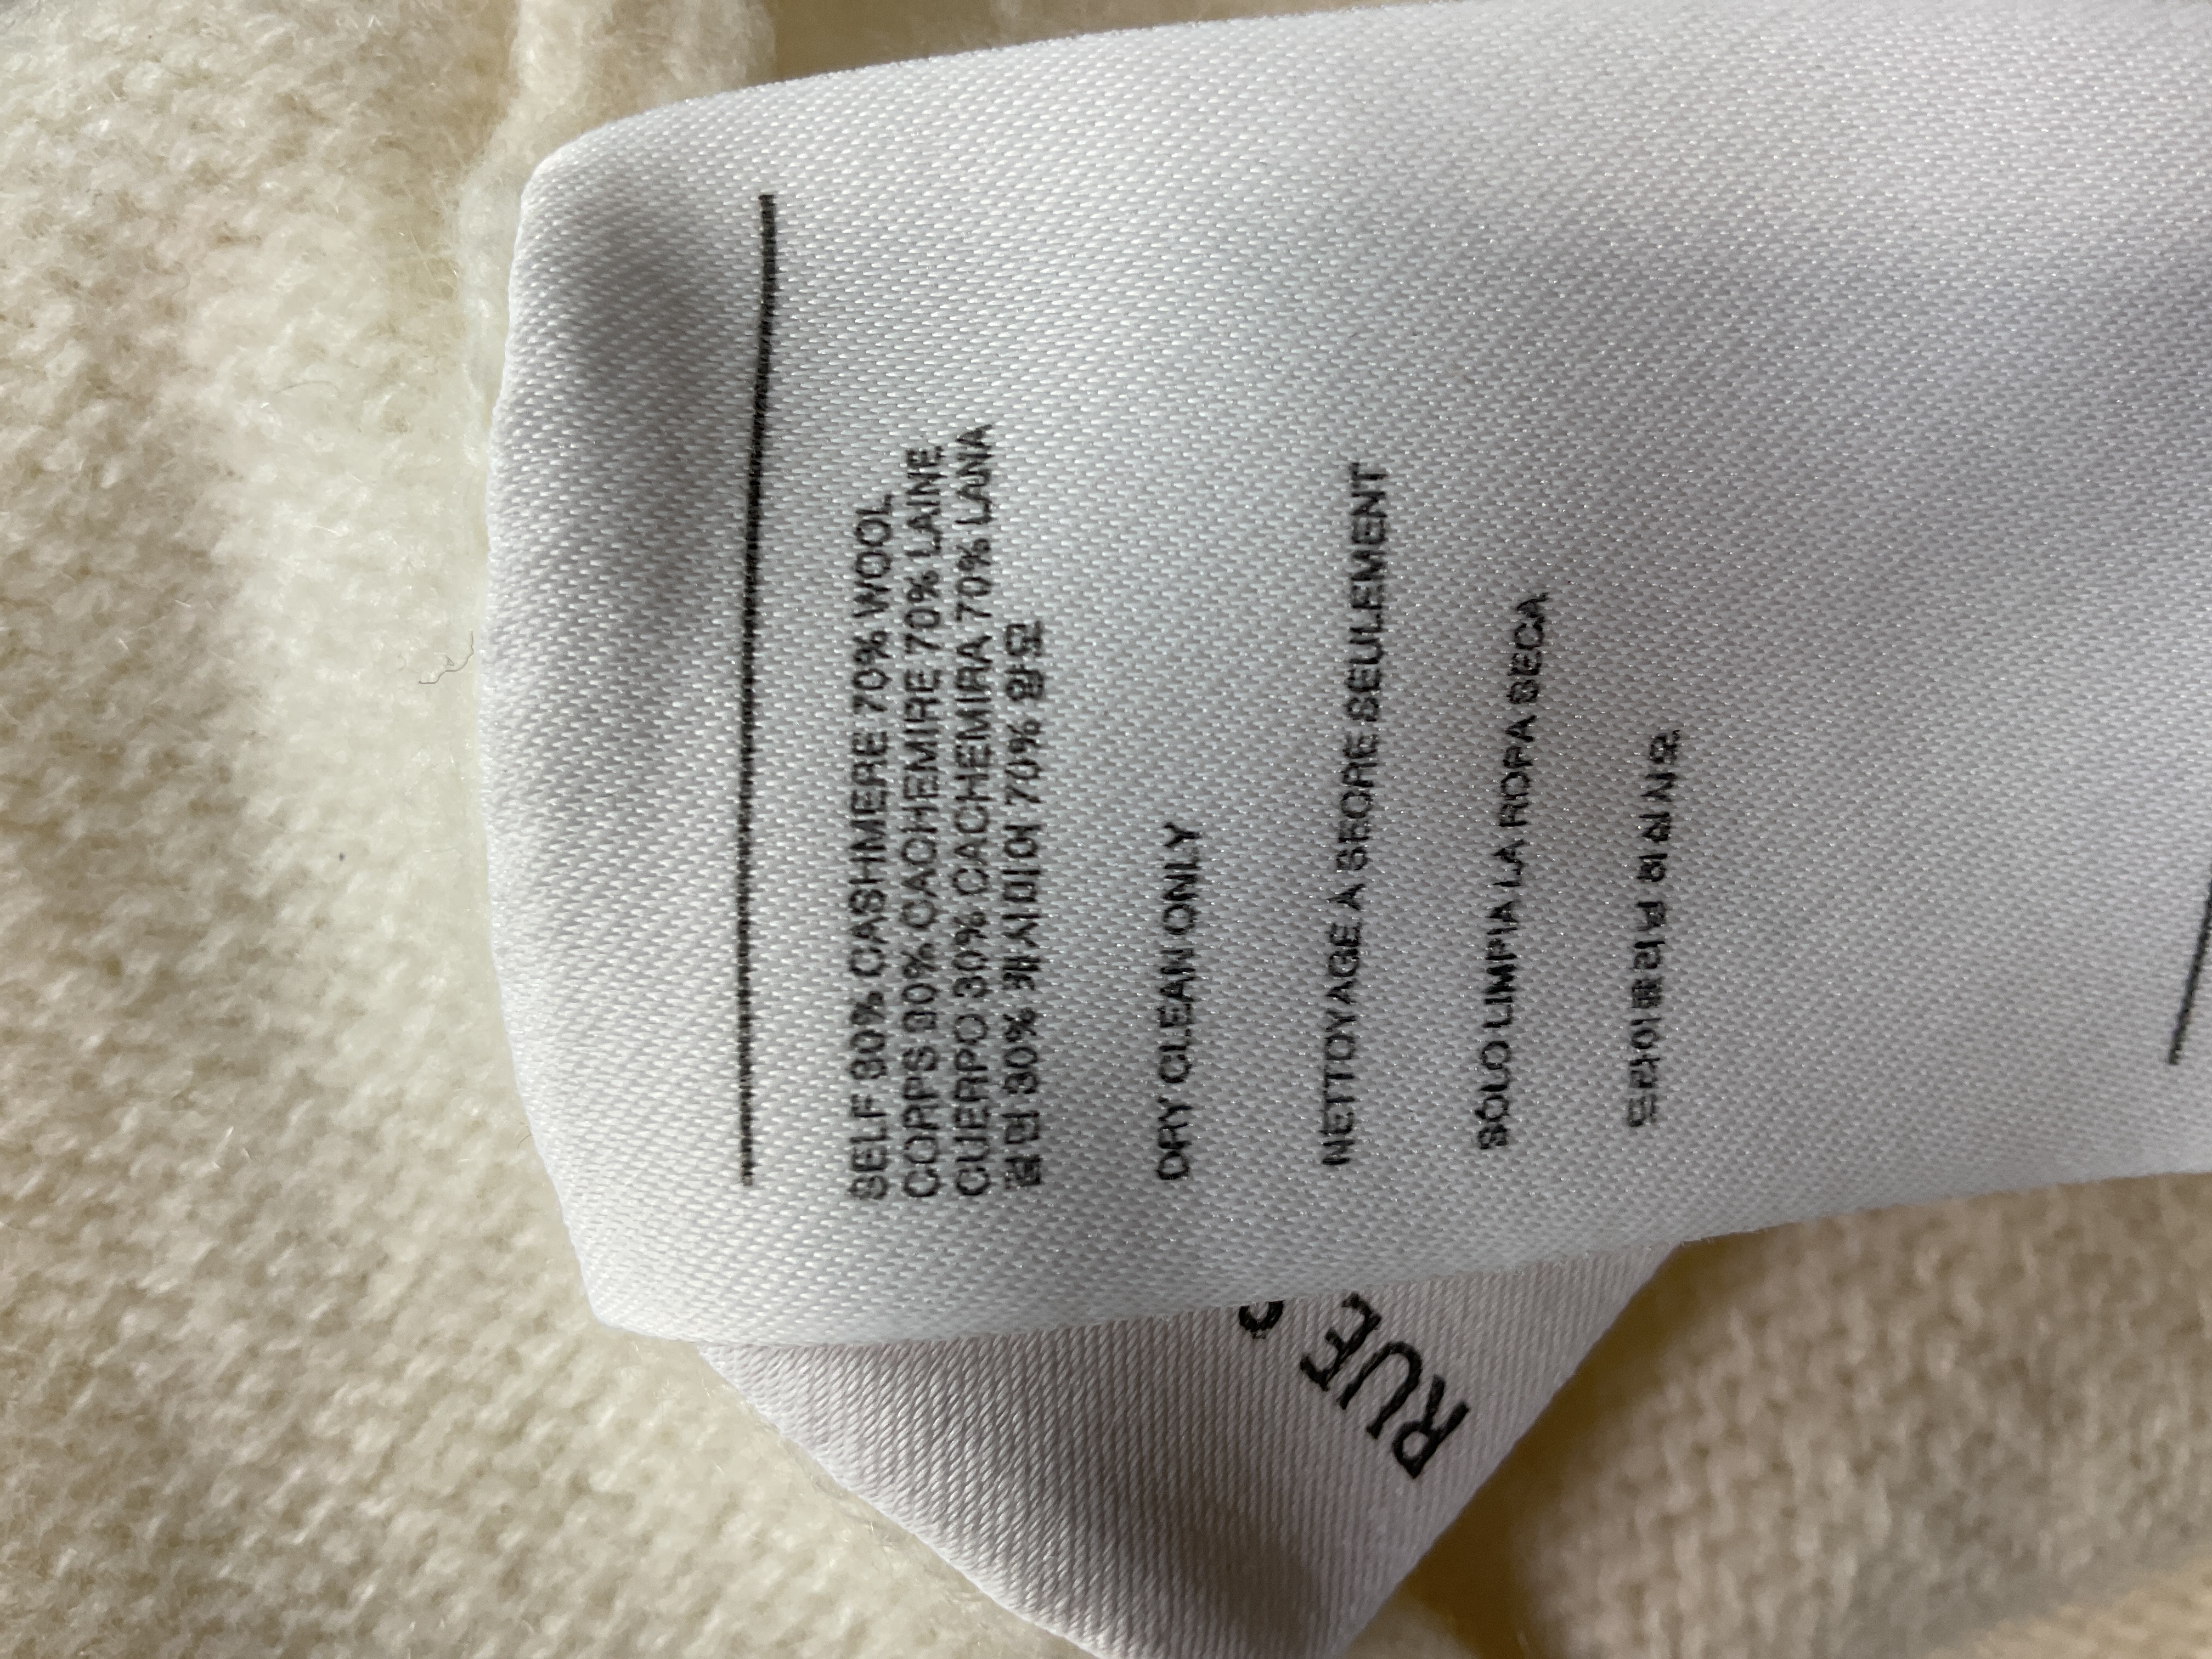 SELF 30% CASHMERE 70% WOOL
CORPS 30% CACHEMIRE 70% LAINE
CUERPO 30% CACHEMIRA 70% LANA
겉면 30% 캐시미어 70% 양모
DRY CLEAN ONLY
NETTOYAGE A SECRE SEULEMENT
SÓLO LIMPIA LA ROPA SECA
드라이클리닝 하십시오
RUE